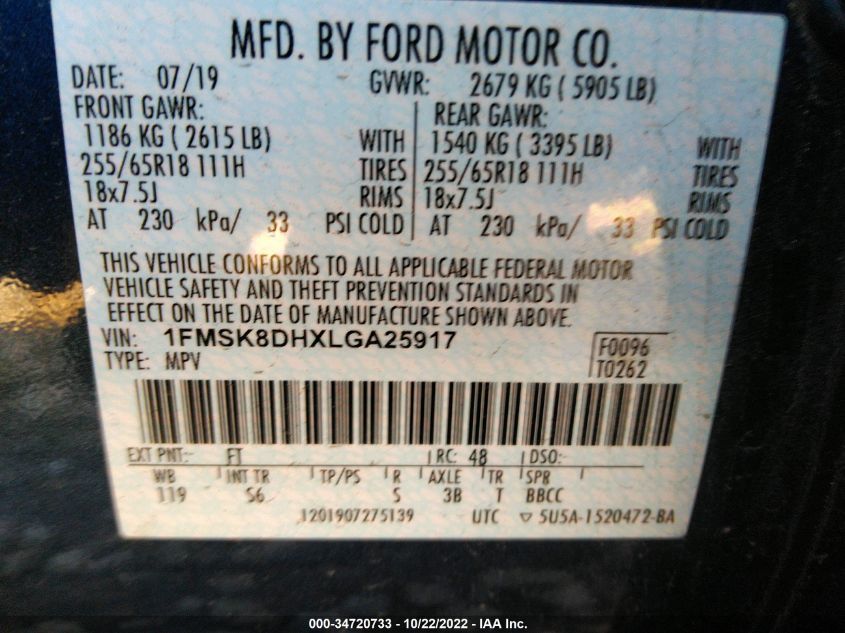 MFD. BY FORD MOTOR CO.
DATE: 07/19 GVWR: 2679 KG ( 5905 LB)
FRONT GAWR: REAR GAWR:
1186 KG ( 2615 LB) WITH 1540 KG ( 3395 LB) WITH
255/65R18 111H TIRES 255/65R18 111H TIRES
18x7.5J RIMS 18x7.5J RIMS
AT 230 kPa/ 33 PSI COLD AT 230 kPa/ 33 PSI COLD
THIS VEHICLE CONFORMS TO ALL APPLICABLE FEDERAL MOTOR
VEHICLE SAFETY AND THEFT PREVENTION STANDARDS IN
EFFECT ON THE DATE OF MANUFACTURE SHOWN ABOVE.
VIN: 1FMSK8DHXLGA25917 F0096
TYPE: MPV T0262
EXT PNT: FT RC: 48 DSO:
WB INT TR TP/PS R AXLE TR SPR
119 S6 S 3B T BBCC
1201907275139 UTC ▽ 5U5A-1520472-BA
000-34720733 - 10/22/2022 - IAA Inc.